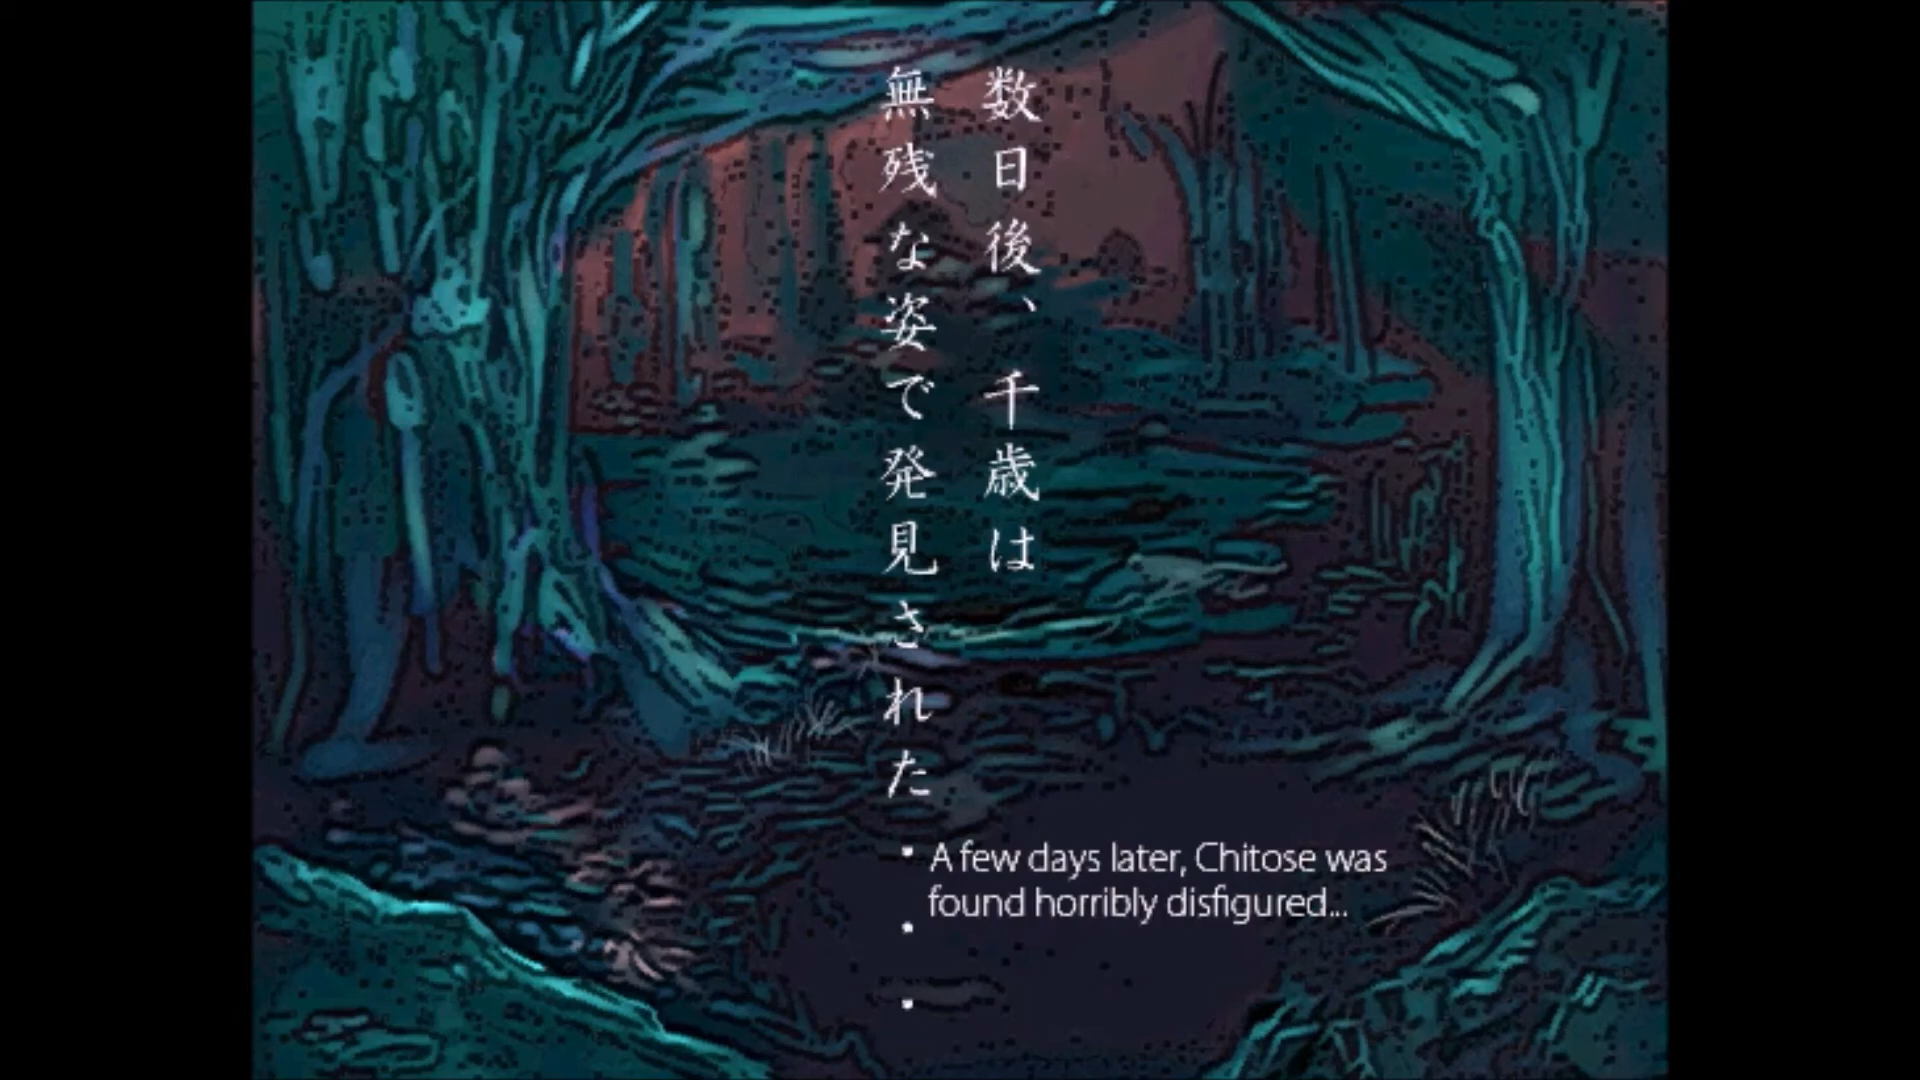 数日後、千歳は
無残な姿で発見された・・・
A few days later, Chitose was
found horribly disfigured...